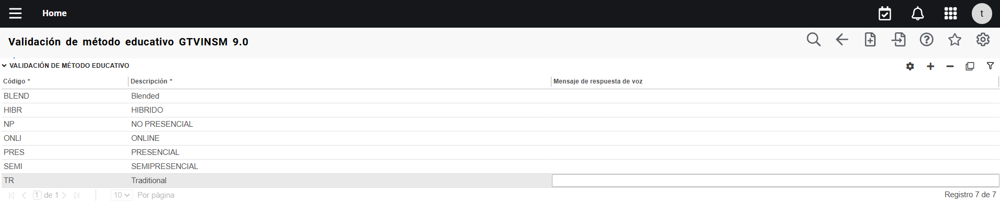 Home
t
Validación de método educativo GTVINSM 9.0
VALIDACIÓN DE MÉTODO EDUCATIVO
Código * Descripción * Mensaje de respuesta de voz
BLEND Blended
HIBR HIBRIDO
NP NO PRESENCIAL
ONLI ONLINE
PRES PRESENCIAL
SEMI SEMIPRESENCIAL
TR Traditional
1 de 1 10 Por página Registro 7 de 7